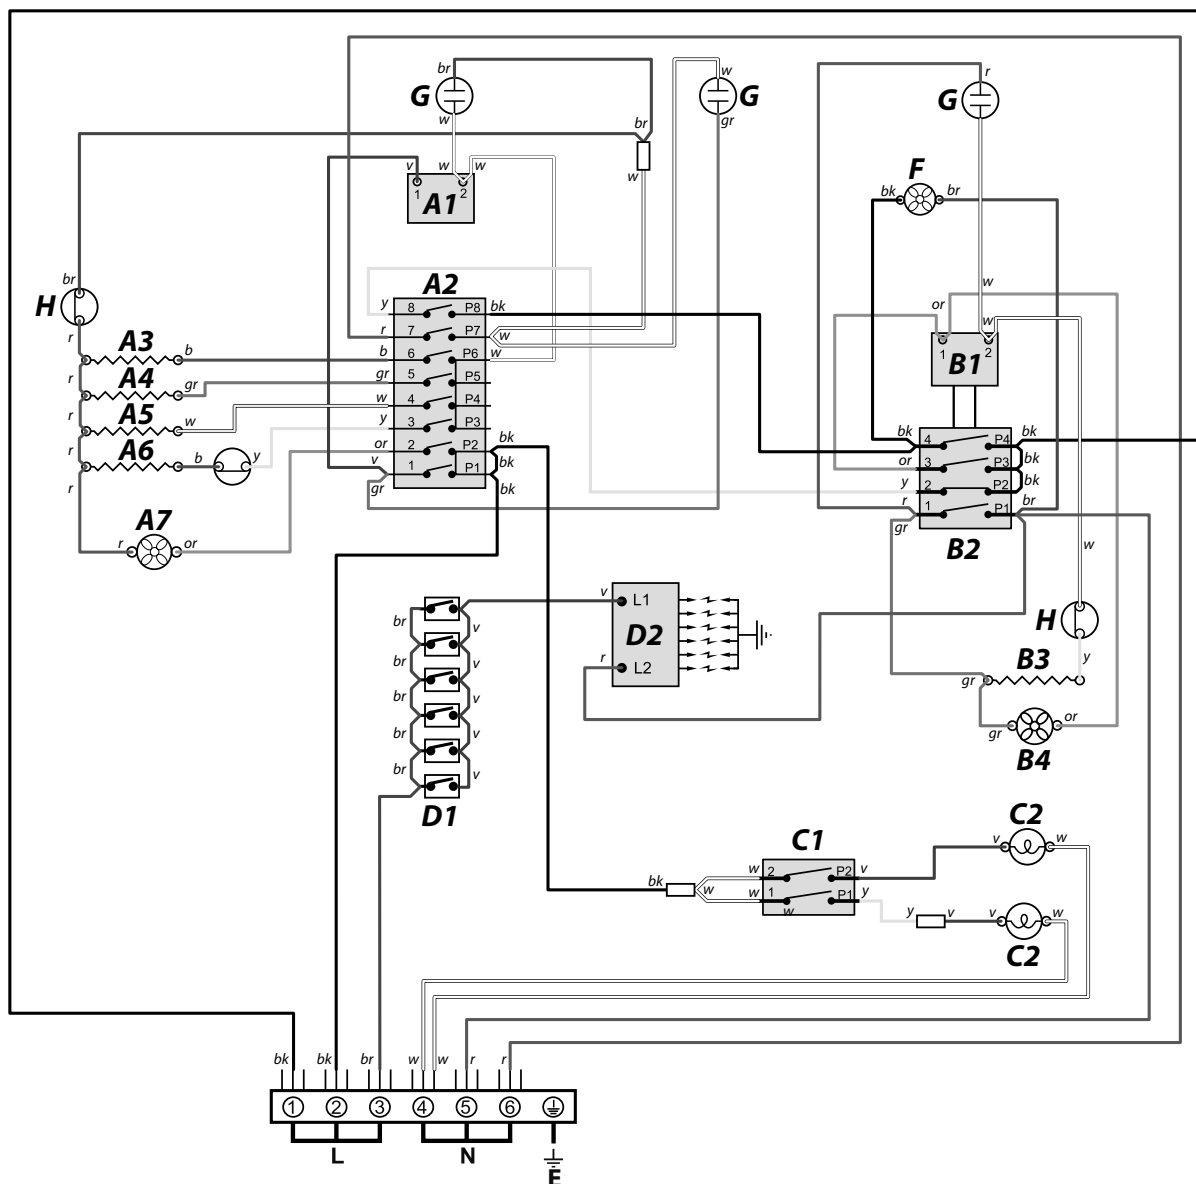 br w r
G G G
w gr
br
v w w w
1 2
A1
F
bk br
br
H
A2
y 8 P8 bk
w
or w
r r 7 P7 w
1 2
B1
A3
b b 6 P6 w
r A4 gr gr 5 P5
r A5 w w 4 P4
y 3 P3
r A6 b y or 2 P2 bk
v 1 P1 bk
r gr bk
bk 4 P4 bk
or 3 P3 bk
y 2 P2
r 1 P1 br
gr
B2
w
A7
r or
v L1
D2
r L2
br v
br v
br v
br v
br v
D1
H
B3 y
gr
or
gr
B4
C2
C1
v w
w 2 P2 v
bk w
w 1 P1 y
w
y v v w
C2
bk bk br w w r r
1 2 3 4 5 6
L N
E